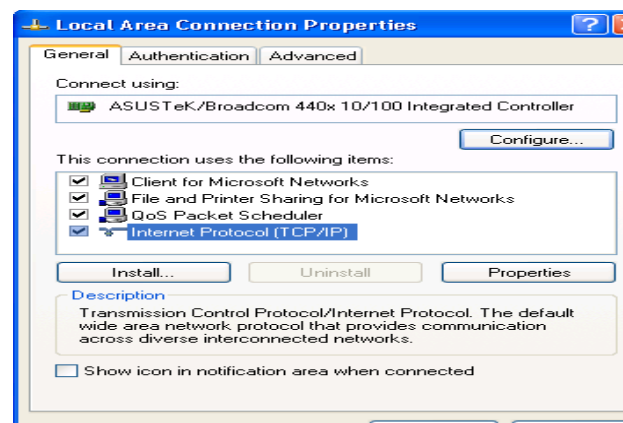 Local Area Connection Properties
?
General Authentication Advanced
Connect using:
ASUSTeK/Broadcom 440x 10/100 Integrated Controller
Configure...
This connection uses the following items:
Client for Microsoft Networks
File and Printer Sharing for Microsoft Networks
QoS Packet Scheduler
Internet Protocol (TCP/IP)
Install... Uninstall Properties
Description
Transmission Control Protocol/Internet Protocol. The default
wide area network protocol that provides communication
across diverse interconnected networks.
Show icon in notification area when connected